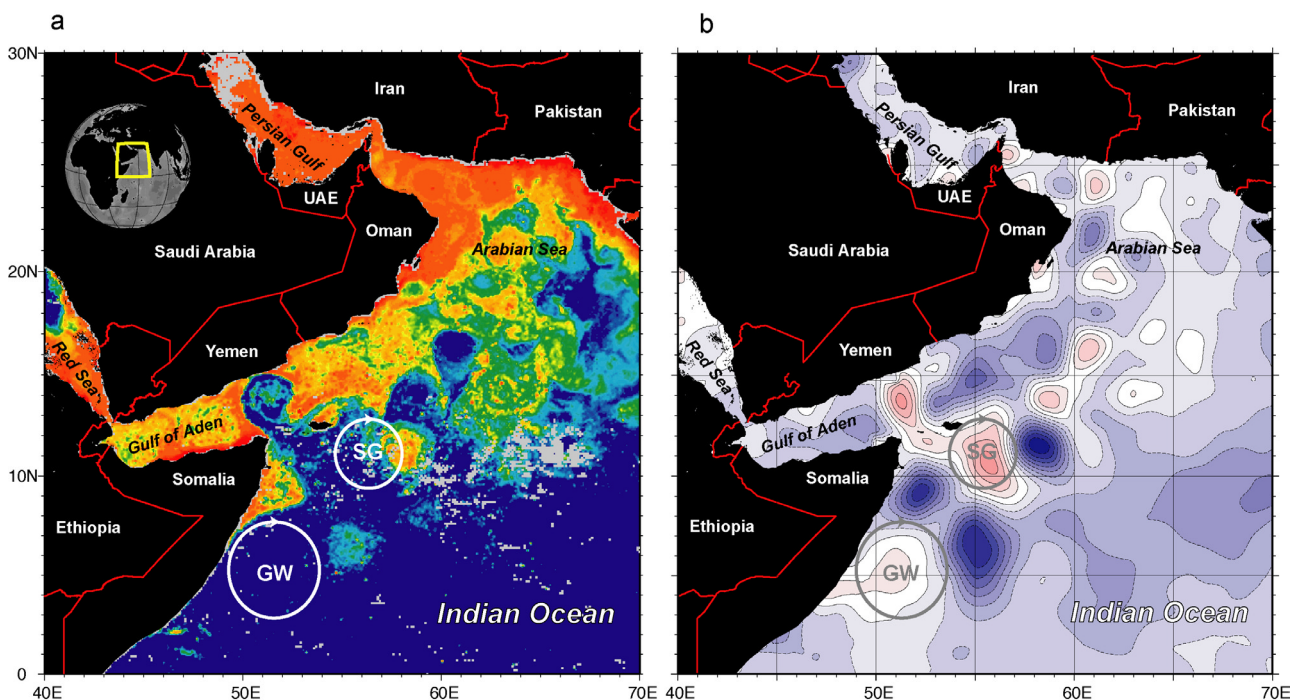 a
30N
20N
10N
0
40E
50E
60E
70E
Iran
Pakistan
Persian Gulf
UAE
Oman
Saudi Arabia
Arabian Sea
Yemen
Red Sea
Gulf of Aden
SG
Somalia
Ethiopia
GW
Indian Ocean
b
40E
50E
60E
70E
Iran
Pakistan
Persian Gulf
UAE
Oman
Saudi Arabia
Arabian Sea
Yemen
Red Sea
Gulf of Aden
SG
Somalia
Ethiopia
GW
Indian Ocean